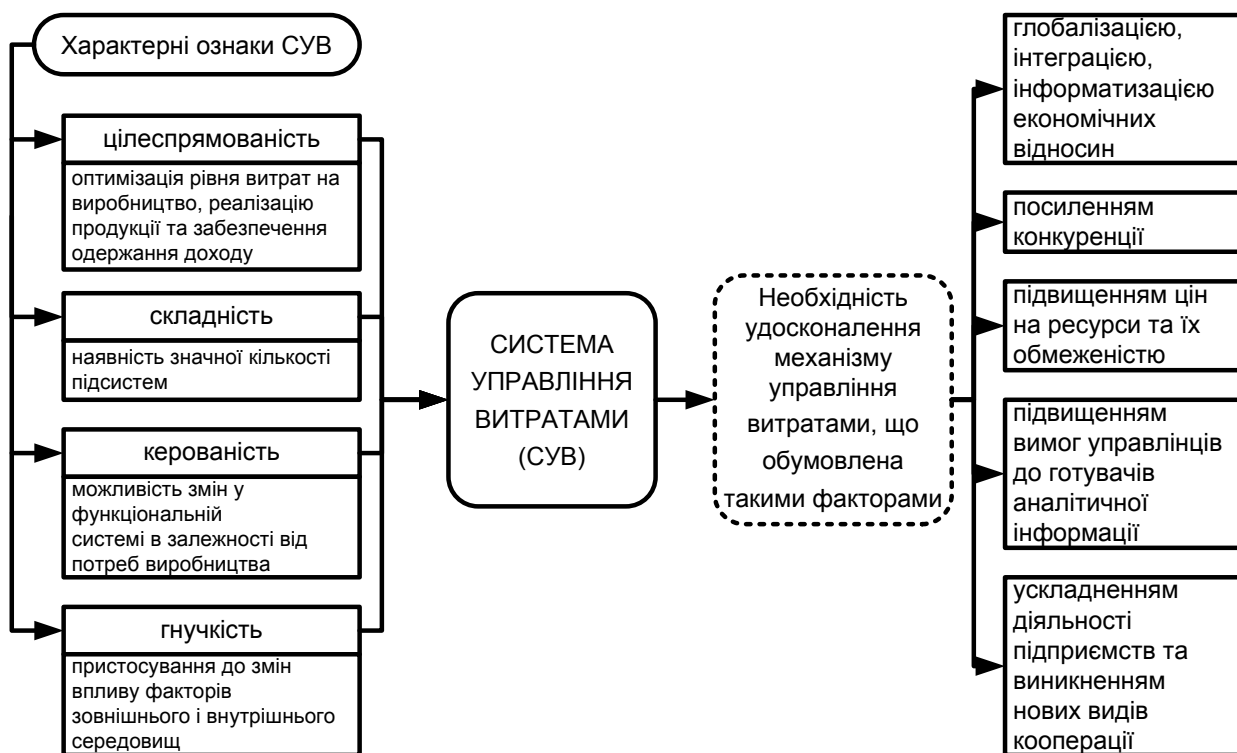 Характерні ознаки СУВ
цілеспрямованість
оптимізація рівня витрат на
виробництво, реалізацію
продукції та забезпечення
одержання доходу
складність
наявність значної кількості
підсистем
керованість
можливість змін у
функціональній
системі в залежності від
потреб виробництва
гнучкість
пристосування до змін
впливу факторів
зовнішнього і внутрішнього
середовищ
СИСТЕМА
УПРАВЛІННЯ
ВИТРАТАМИ
(СУВ)
Необхідність
удосконалення
механізму
управління
витратами, що
обумовлена
такими факторами
глобалізацією,
інтеграцією,
інформатизацією
економічних
відносин
посиленням
конкуренції
підвищенням цін
на ресурси та їх
обмеженістю
підвищенням
вимог управлінців
до готувачів
аналітичної
інформації
ускладненням
діяльності
підприємств та
виникненням
нових видів
кооперації